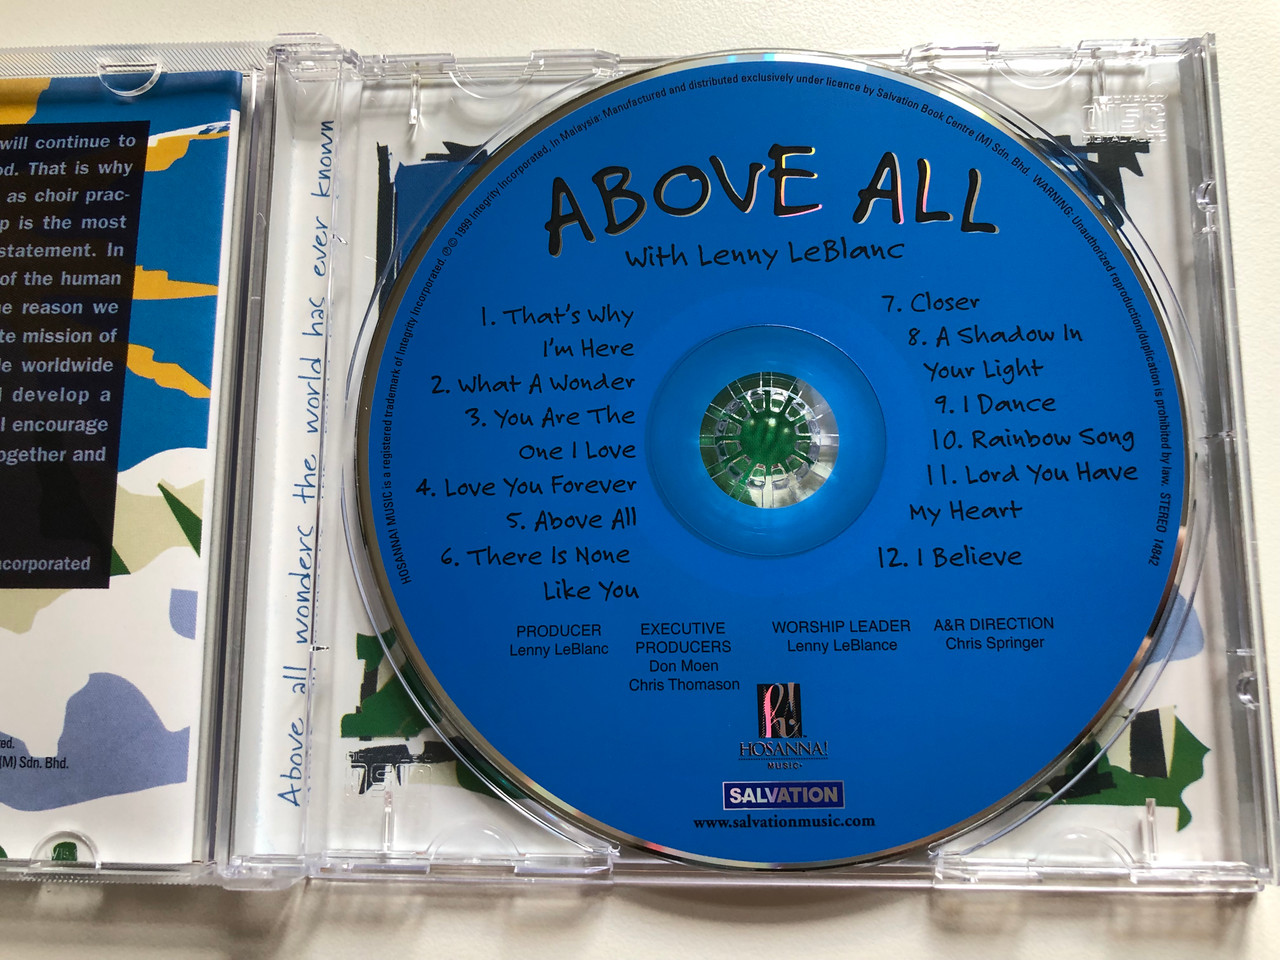 will continue to
od. That is why
as choir prac-
p is the most
statement. In
of the human
e reason we
te mission of
le worldwide
develop a
l encourage
ogether and
ncorporated
ed.
(M) Sdn. Bhd.
Above all wonders the world has ever known
HOSANNA! MUSIC is a registered trademark of Integrity Incorporated. ℗© 1999 Integrity Incorporated, In Malaysia: Manufactured and distributed exclusively under licence by Salvation Book Centre (M) Sdn. Bhd. WARNING: Unauthorized reproduction/duplication is prohibited by law. STEREO 14842
ABOVE ALL
with Lenny LeBlanc
1. That's Why
I'm Here
2. What A Wonder
3. You Are The
One I Love
4. Love You Forever
5. Above All
6. There Is None
Like You
7. Closer
8. A Shadow In
Your Light
9. I Dance
10. Rainbow Song
11. Lord You Have
My Heart
12. I Believe
PRODUCER
Lenny LeBlanc
EXECUTIVE
PRODUCERS
Don Moen
Chris Thomason
WORSHIP LEADER
Lenny LeBlance
A&R DIRECTION
Chris Springer
h!
HOSANNA!
MUSIC
SALVATION
www.salvationmusic.com